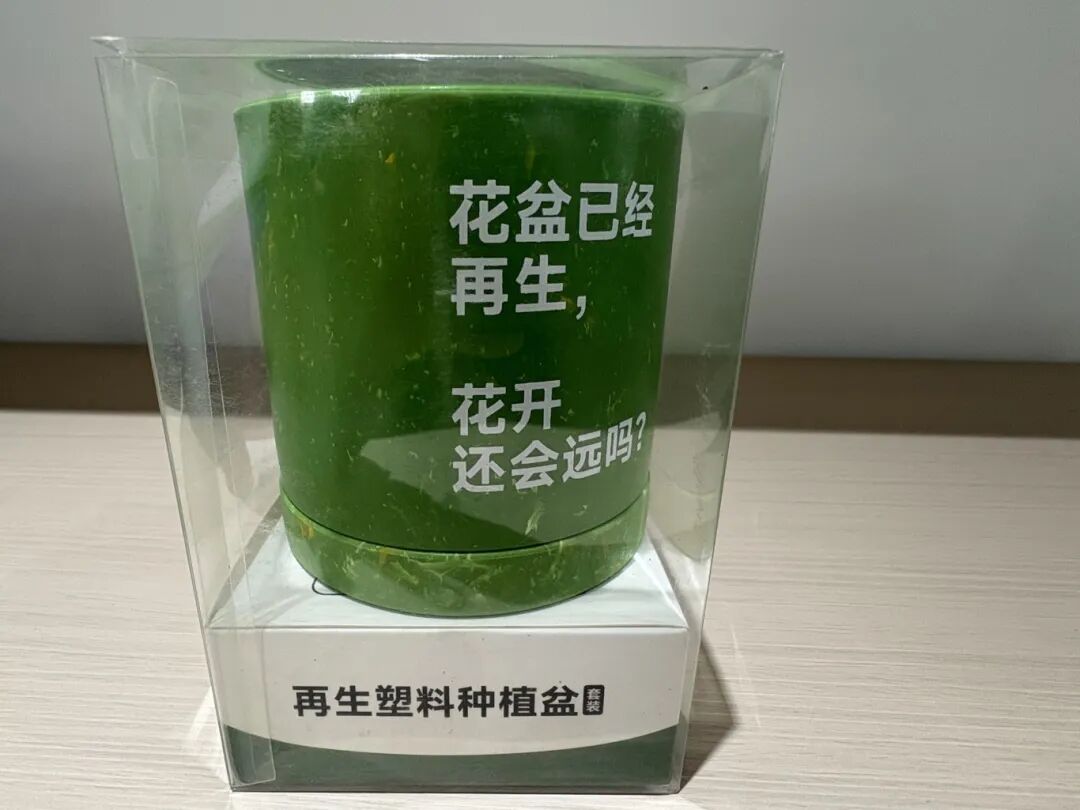 花盆已经
再生，
花开
还会远吗？
再生塑料种植盆套装